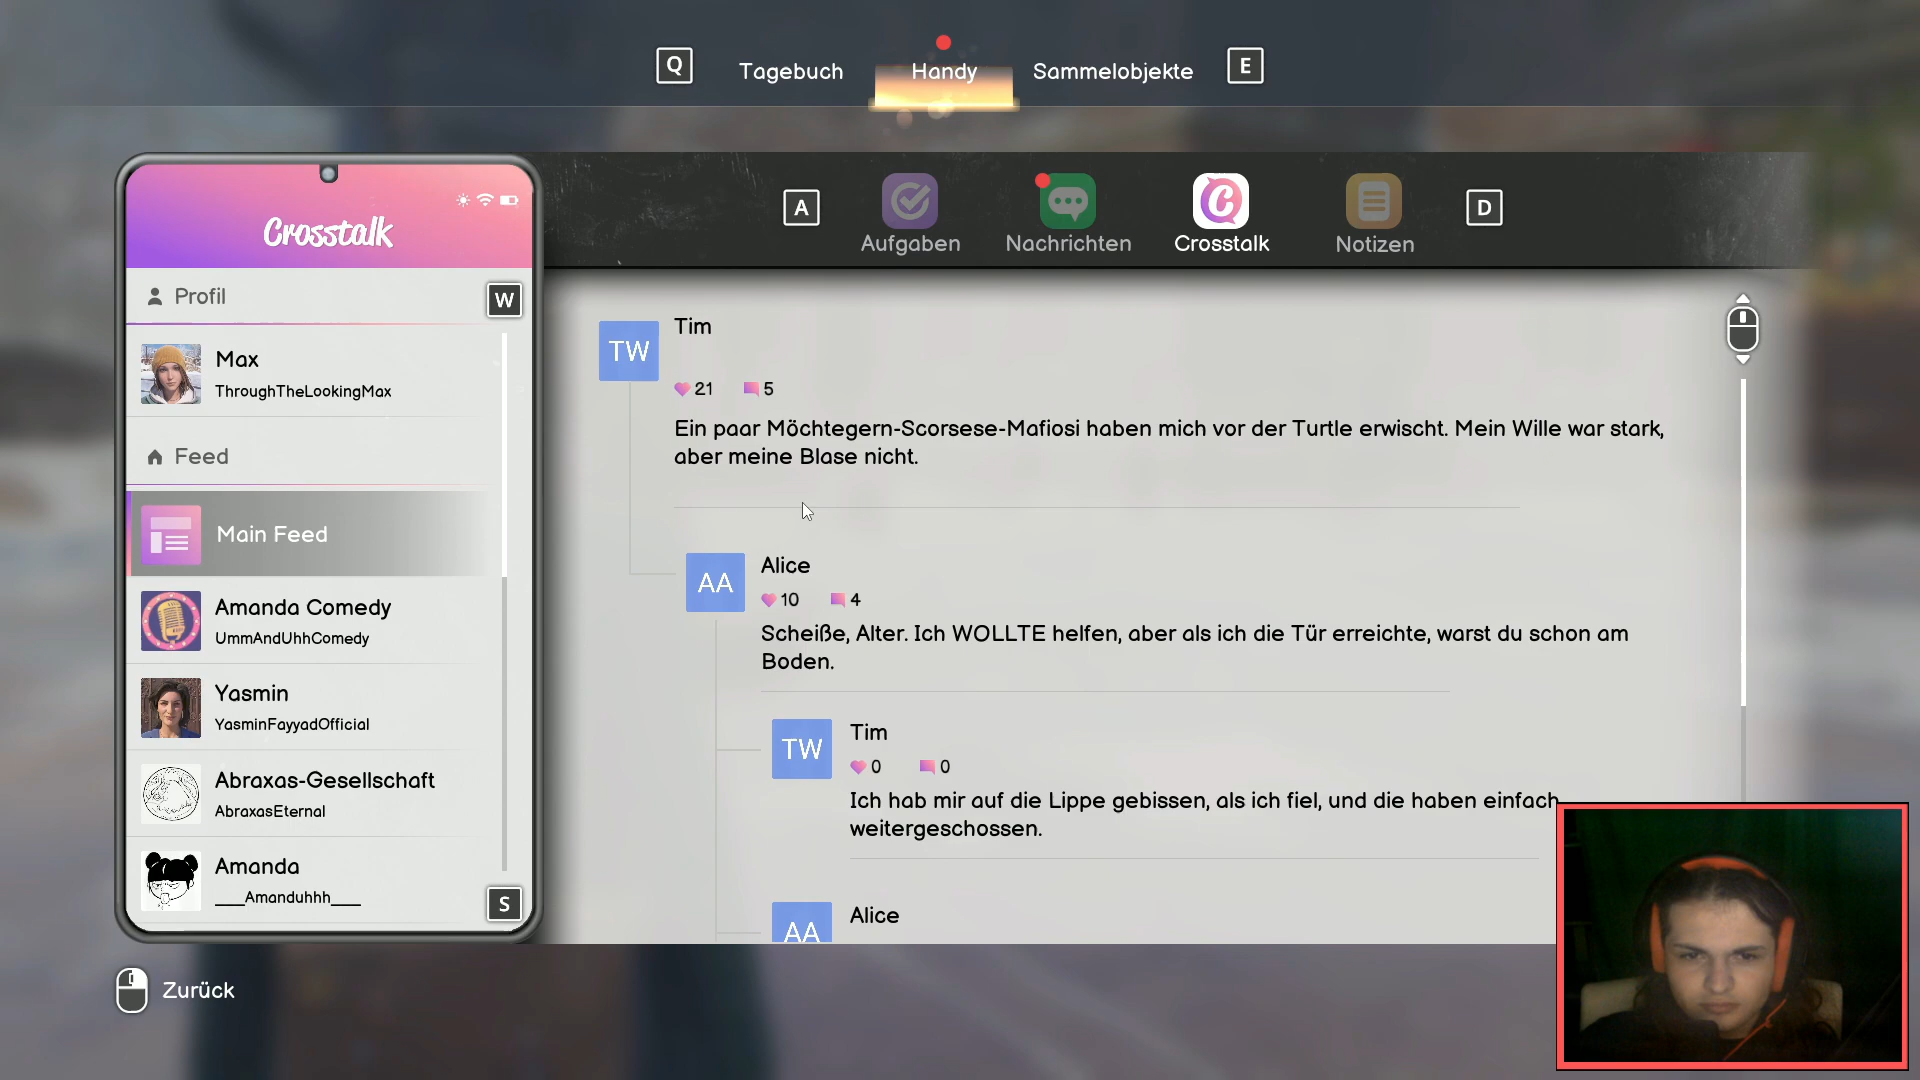 Q Tagebuch Handy Sammelobjekte E
Crosstalk
A Aufgaben Nachrichten Crosstalk Notizen D
Profil W
Max
ThroughTheLookingMax
Feed
Main Feed
Amanda Comedy
UmmAndUhhComedy
Yasmin
YasminFayyadOfficial
Abraxas-Gesellschaft
AbraxasEternal
Amanda
___Amanduhhh___
S
TW Tim
21 5
Ein paar Möchtegern-Scorsese-Mafiosi haben mich vor der Turtle erwischt. Mein Wille war stark,
aber meine Blase nicht.
AA Alice
10 4
Scheiße, Alter. Ich WOLLTE helfen, aber als ich die Tür erreichte, warst du schon am
Boden.
TW Tim
0 0
Ich hab mir auf die Lippe gebissen, als ich fiel, und die haben einfach
weitergeschossen.
AA Alice
Zurück